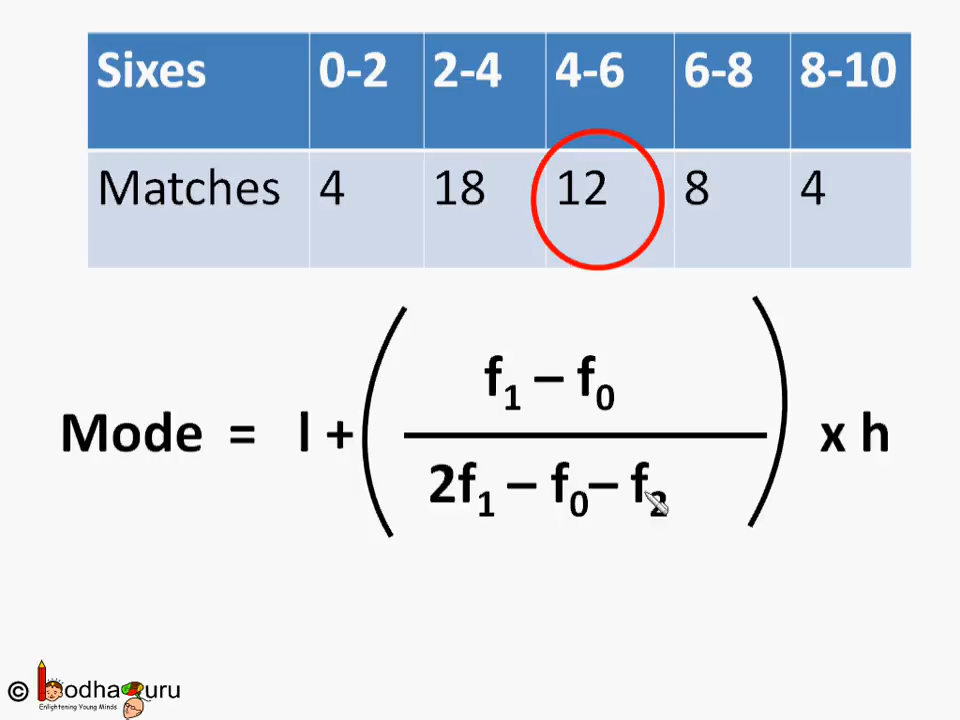 Sixes 0-2 2-4 4-6 6-8 8-10
Matches 4 18 12 8 4
f₁ – f₀
Mode = l + x h
2f₁ – f₀– f₂
© BodhaGuru
Enlightening Young Minds